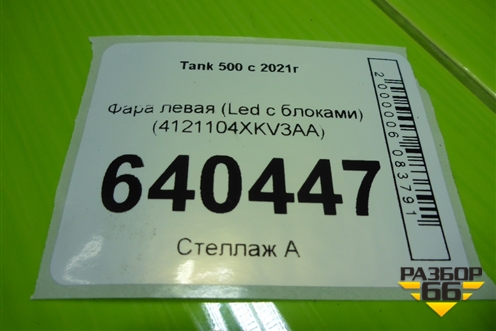 Tank 500 с 2021г
Фара левая (Led с блоками)
(4121104XKV3AA)
640447
Стеллаж А
2000006083791
РАЗБОР
66